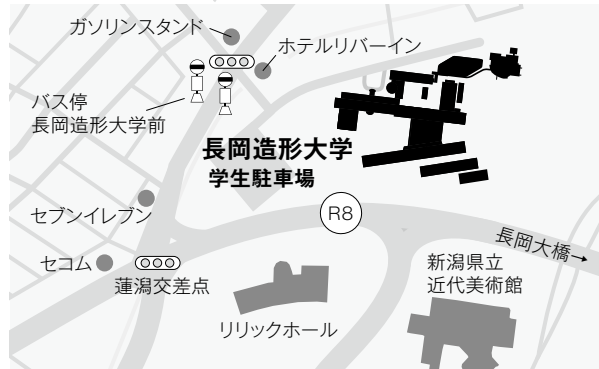 ガソリンスタンド
ホテルリバーイン
バス停
長岡造形大学前
長岡造形大学
学生駐車場
セブンイレブン
R8
長岡大橋→
セコム
蓮潟交差点
新潟県立
近代美術館
リリックホール